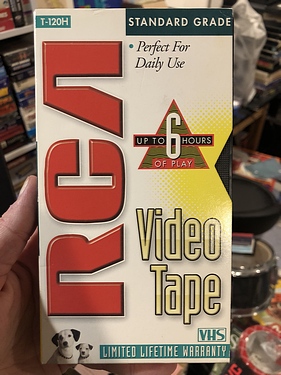 T-120H
STANDARD GRADE
• Perfect For
Daily Use
RCA
UP TO 6 HOURS
OF PLAY
Video
Tape
VHS
LIMITED LIFETIME WARRANTY